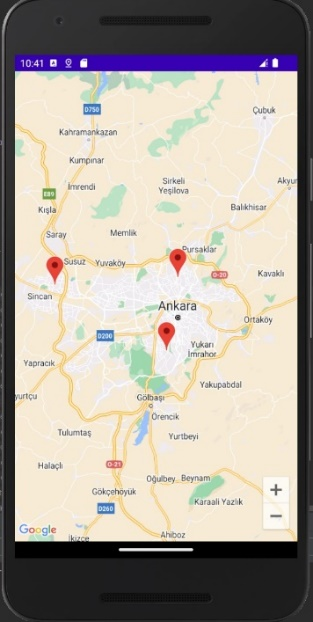 10:41
D750
Çubuk
Kahramankazan
Kumpınar
İmrendi
Sirkeli
Yeşilova
Akyur
E89
Kışla
Balıkhisar
Saray
Memlik
Susuz
Yuvaköy
Pursaklar
O-20
Kavaklı
Sincan
Ankara
Ortaköy
D200
Yukarı
İmrahor
Yapracık
Yakupabdal
yurtçu
Gölbaşı
Örencik
Tulumtaş
Yurtbeyi
Halaçlı
O-21
Oğulbey
Beynam
Gökçehöyük
Karaali Yazlık
D260
Google
İkizce
Ahiboz
+
−